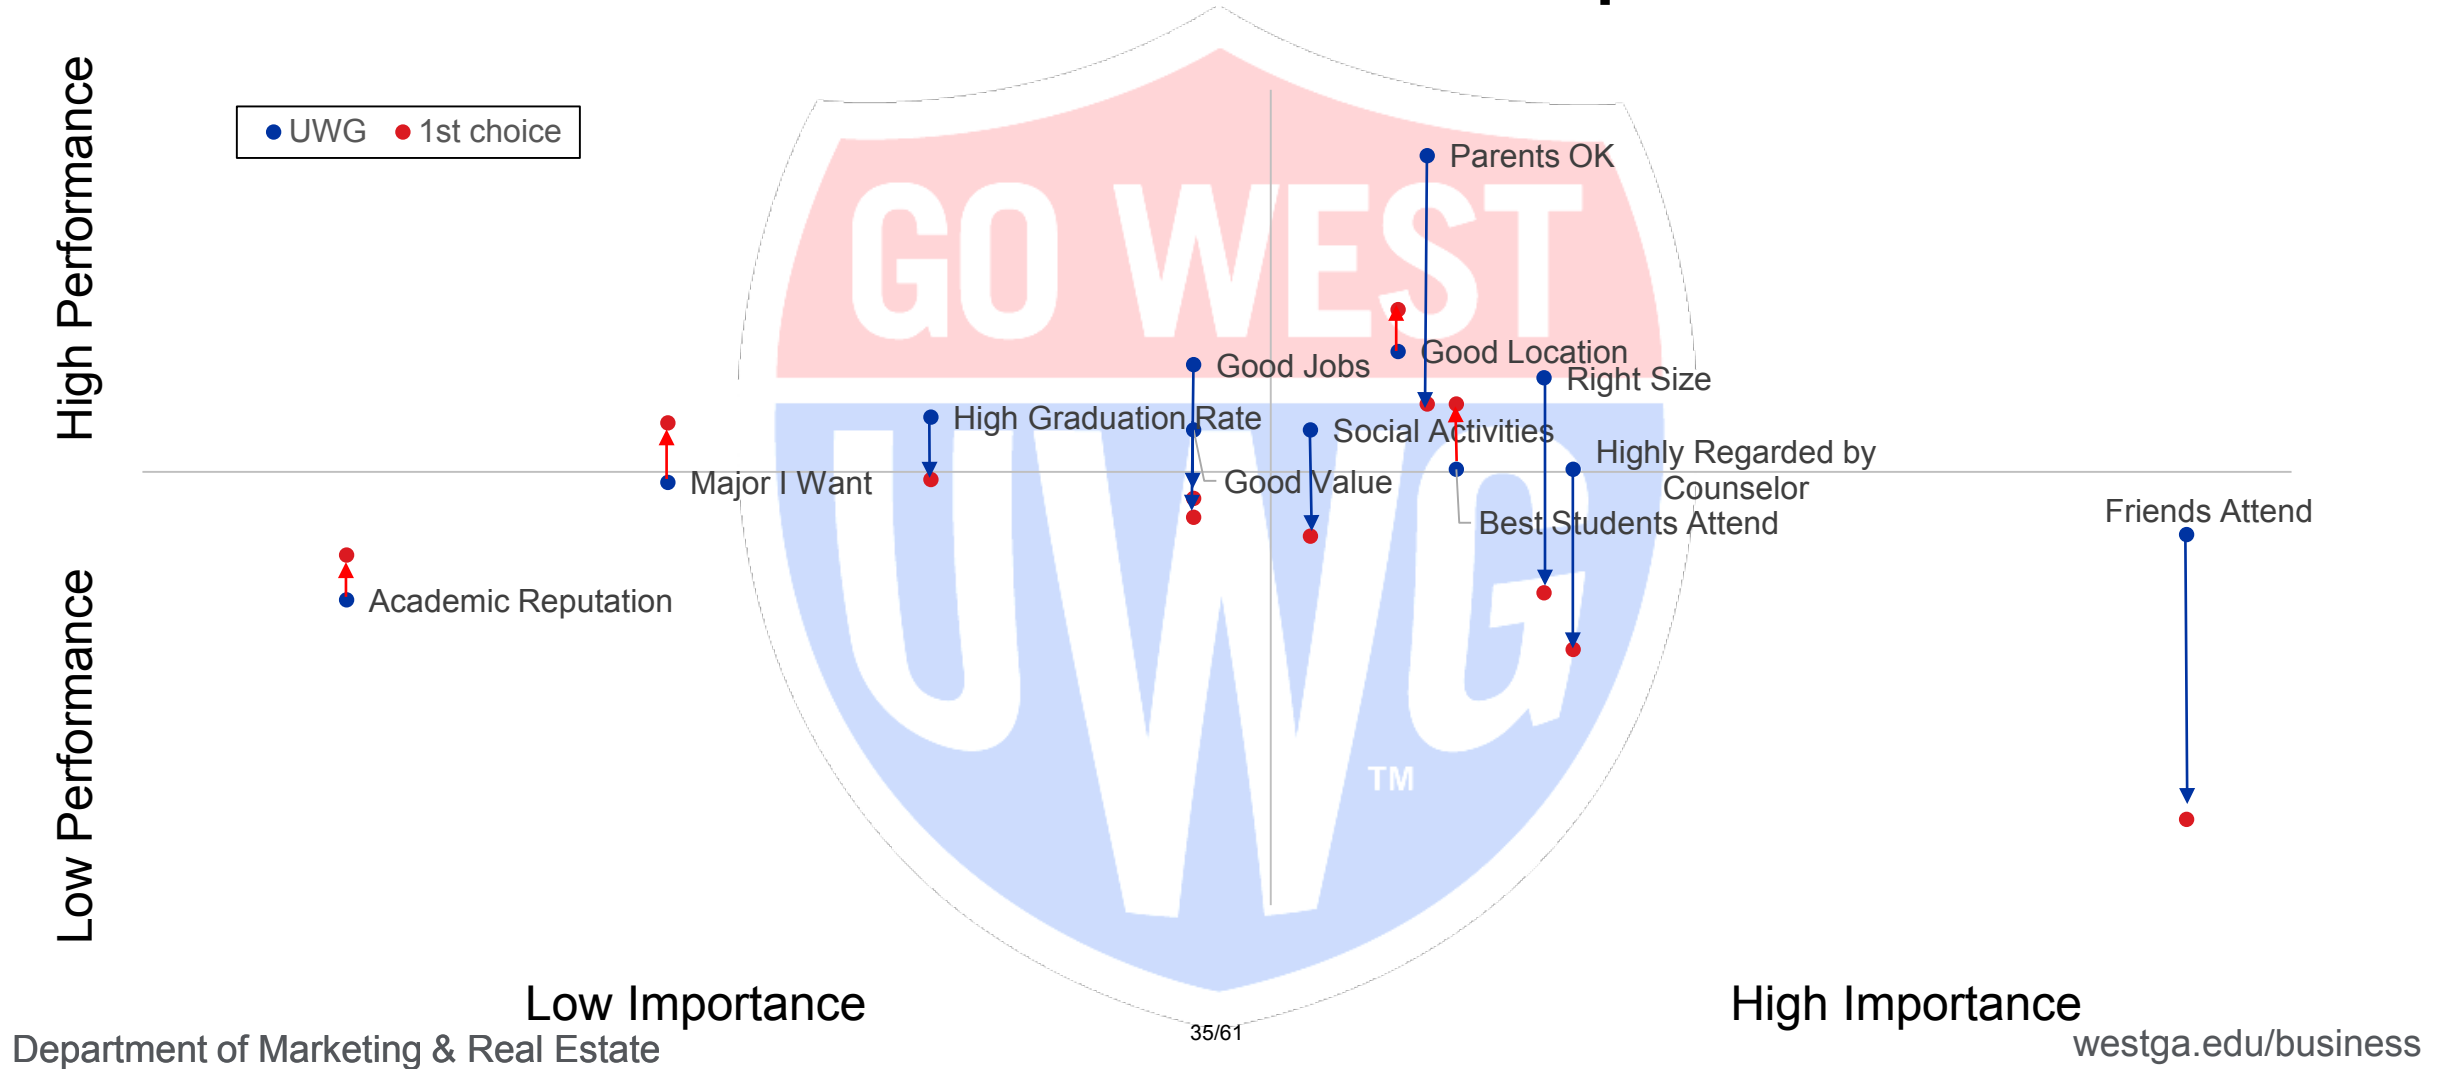 High Performance
Low Performance
UWG
1st choice
GO WEST
UWG
TM
Parents OK
Good Location
Good Jobs
Right Size
High Graduation Rate
Social Activities
Highly Regarded by
Counselor
Major I Want
Good Value
Best Students Attend
Friends Attend
Academic Reputation
Low Importance
High Importance
35/61
Department of Marketing & Real Estate
westga.edu/business